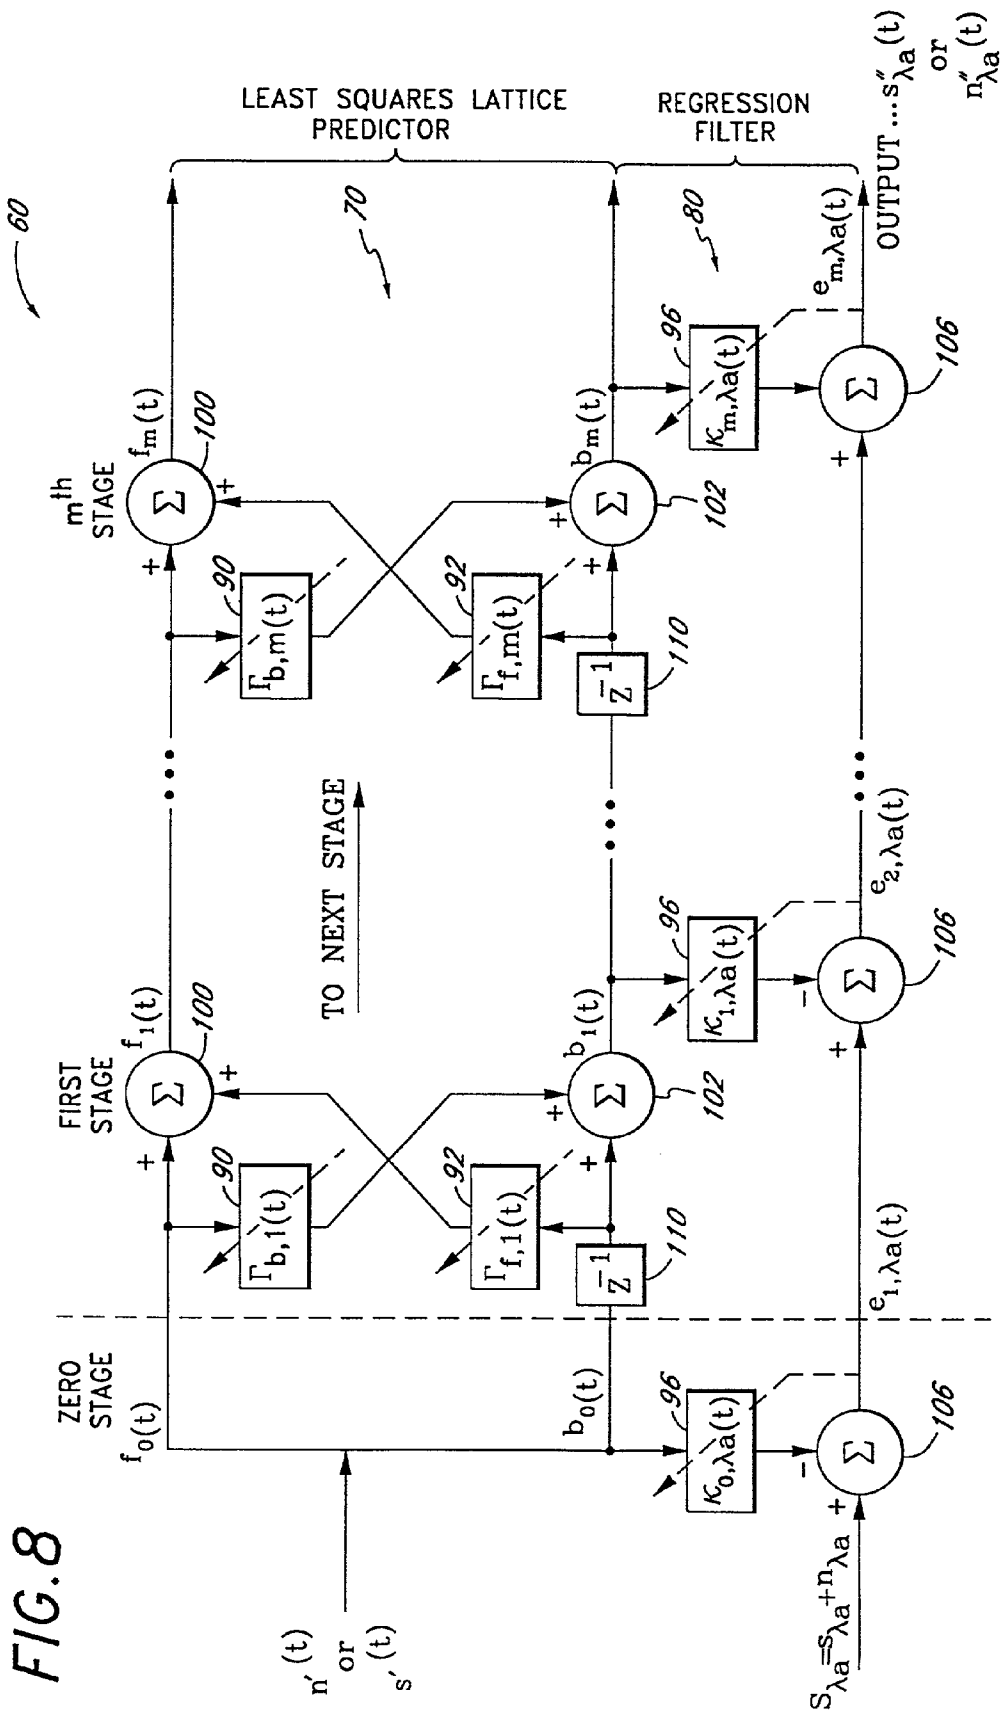 FIG. 8
60
ZERO
STAGE
FIRST
STAGE
mth
STAGE
LEAST SQUARES LATTICE
PREDICTOR
REGRESSION
FILTER
f0(t)
f1(t)
fm(t)
100
100
+
+
+
+
90
Γb,1(t)
90
Γb,m(t)
70
n'(t)
or
s'(t)
TO NEXT STAGE
92
Γf,1(t)
92
Γf,m(t)
+
+
+
+
b0(t)
b1(t)
bm(t)
Σ
Σ
Σ
Σ
z-1
110
z-1
110
102
102
80
96
κ0,λa(t)
96
κ1,λa(t)
96
κm,λa(t)
-
-
+
+
+
Σ
Σ
Σ
106
106
106
Sλa=sλa+nλa
e1,λa(t)
e2,λa(t)
em,λa(t)
OUTPUT...s"λa(t)
or
n"λa(t)